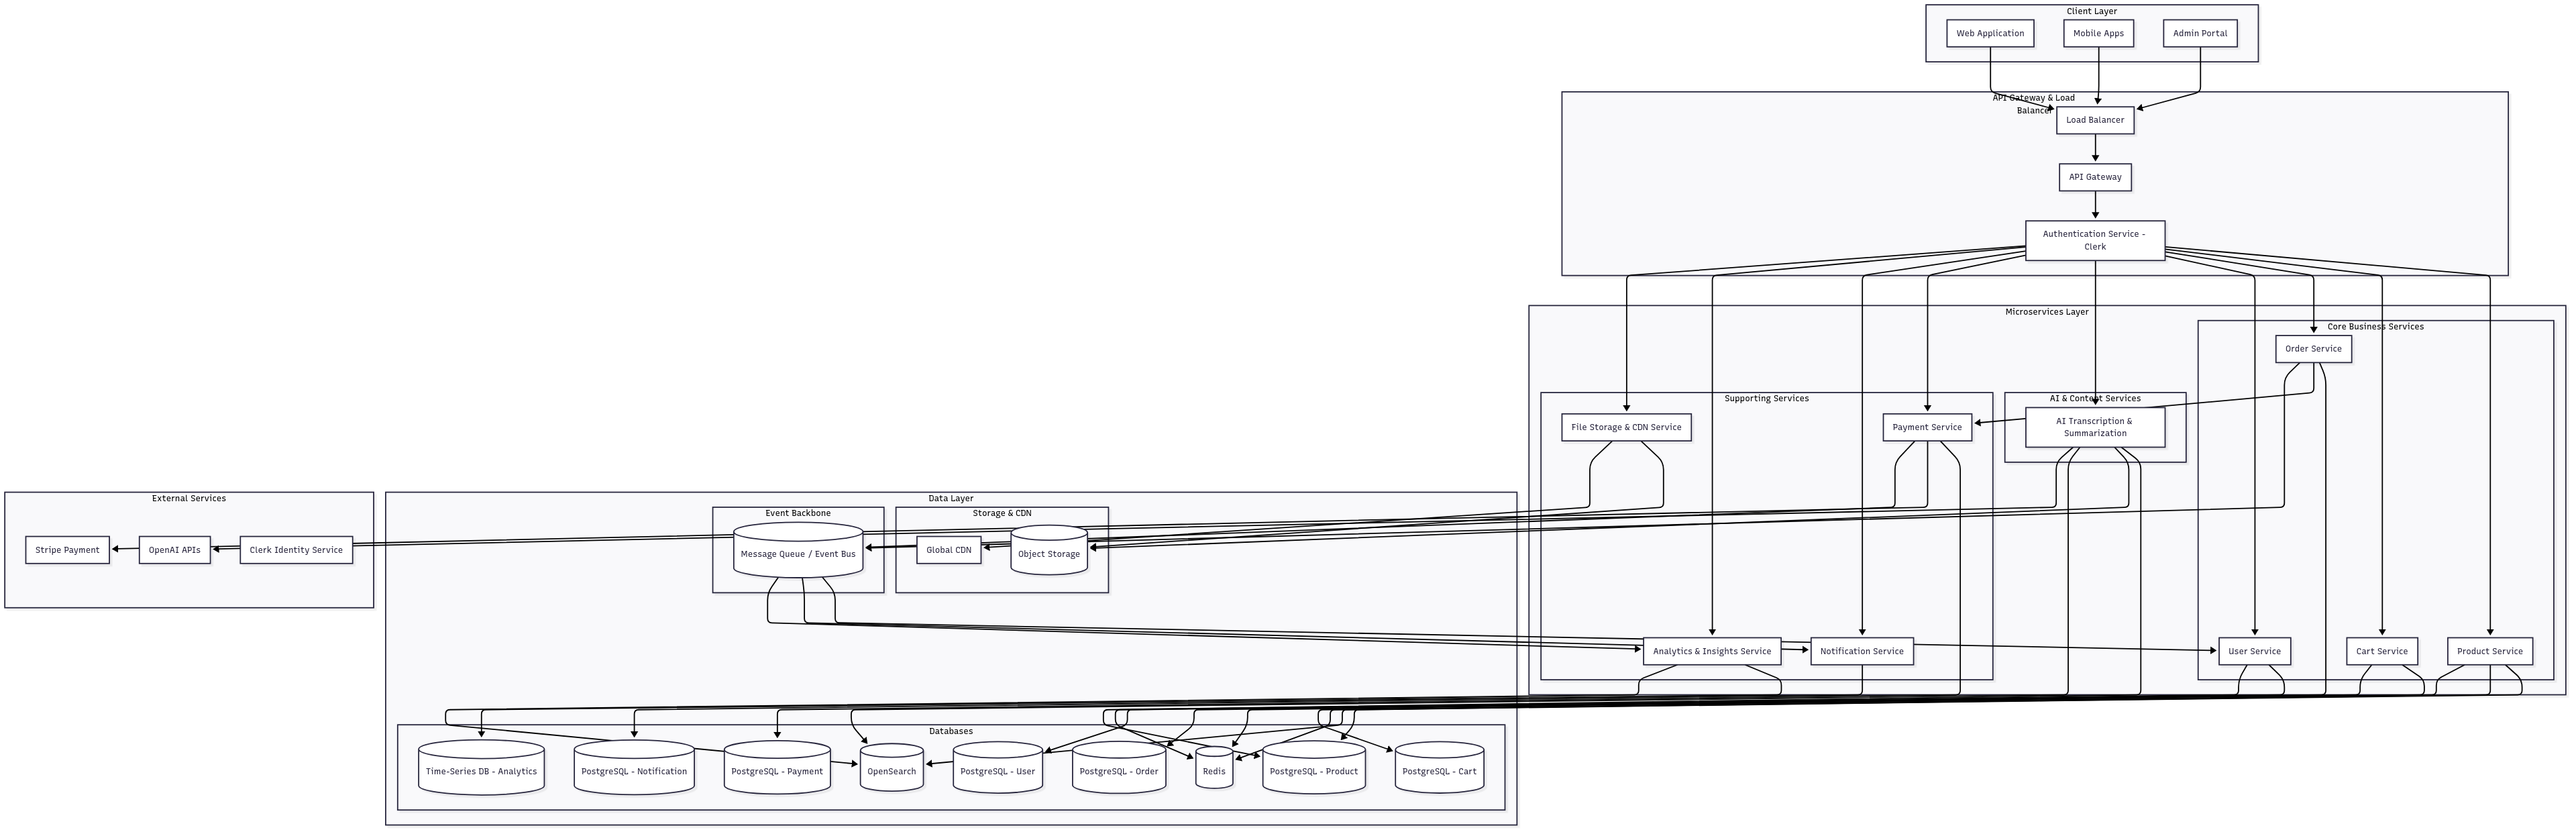 Client Layer
Web Application
Mobile Apps
Admin Portal
API Gateway & Load
Balancer
Load Balancer
API Gateway
Authentication Service -
Clerk
Microservices Layer
Core Business Services
Order Service
Supporting Services
AI & Content Services
File Storage & CDN Service
Payment Service
AI Transcription &
Summarization
External Services
Data Layer
Event Backbone
Storage & CDN
Stripe Payment
OpenAI APIs
Clerk Identity Service
Message Queue / Event Bus
Global CDN
Object Storage
Analytics & Insights Service
Notification Service
User Service
Cart Service
Product Service
Databases
Time-Series DB - Analytics
PostgreSQL - Notification
PostgreSQL - Payment
OpenSearch
PostgreSQL - User
PostgreSQL - Order
Redis
PostgreSQL - Product
PostgreSQL - Cart